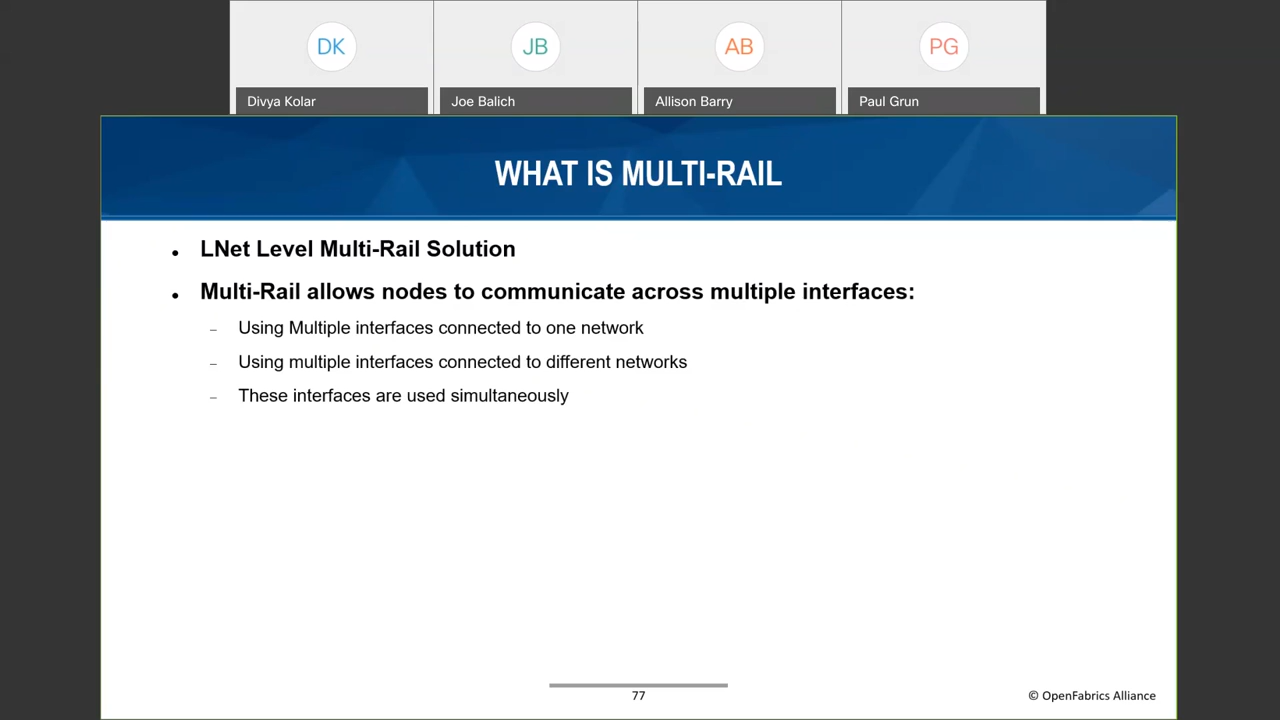 DK
JB
AB
PG
Divya Kolar
Joe Balich
Allison Barry
Paul Grun
WHAT IS MULTI-RAIL
• LNet Level Multi-Rail Solution
• Multi-Rail allows nodes to communicate across multiple interfaces:
– Using Multiple interfaces connected to one network
– Using multiple interfaces connected to different networks
– These interfaces are used simultaneously
77
© OpenFabrics Alliance